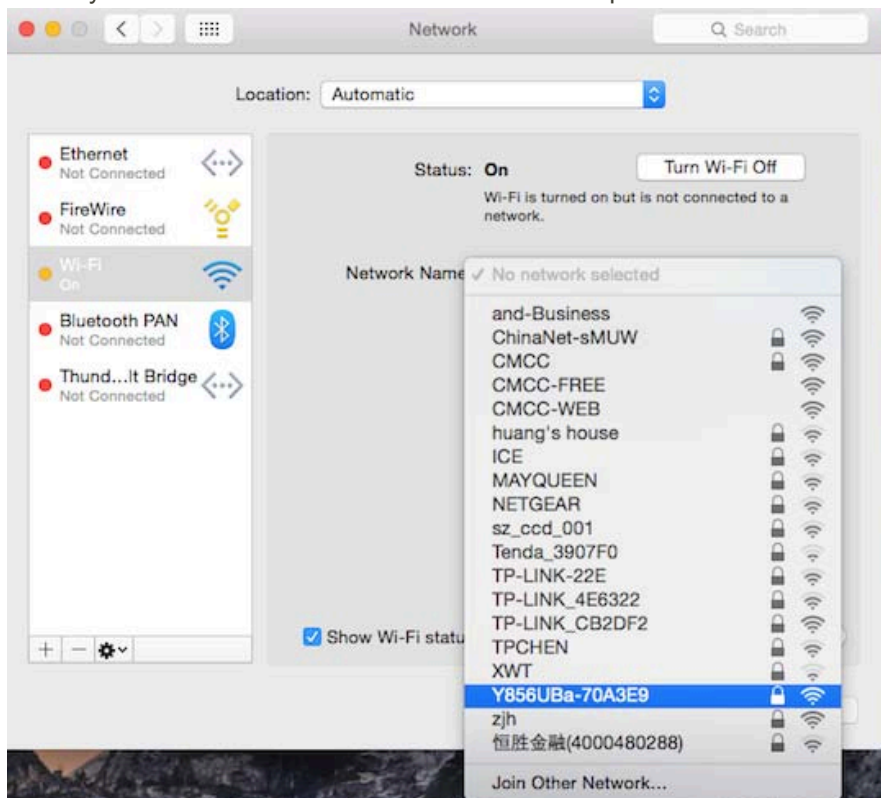 Network
Search
Location: Automatic
Ethernet
Not Connected
FireWire
Not Connected
Wi-Fi
On
Bluetooth PAN
Not Connected
Thund...lt Bridge
Not Connected
Status: On
Turn Wi-Fi Off
Wi-Fi is turned on but is not connected to a
network.
Network Name
✓ No network selected
and-Business
ChinaNet-sMUW
CMCC
CMCC-FREE
CMCC-WEB
huang's house
ICE
MAYQUEEN
NETGEAR
sz_ccd_001
Tenda_3907F0
TP-LINK-22E
TP-LINK_4E6322
TP-LINK_CB2DF2
TPCHEN
XWT
Y856UBa-70A3E9
zjh
恒胜金融(4000480288)
Join Other Network...
Show Wi-Fi statu